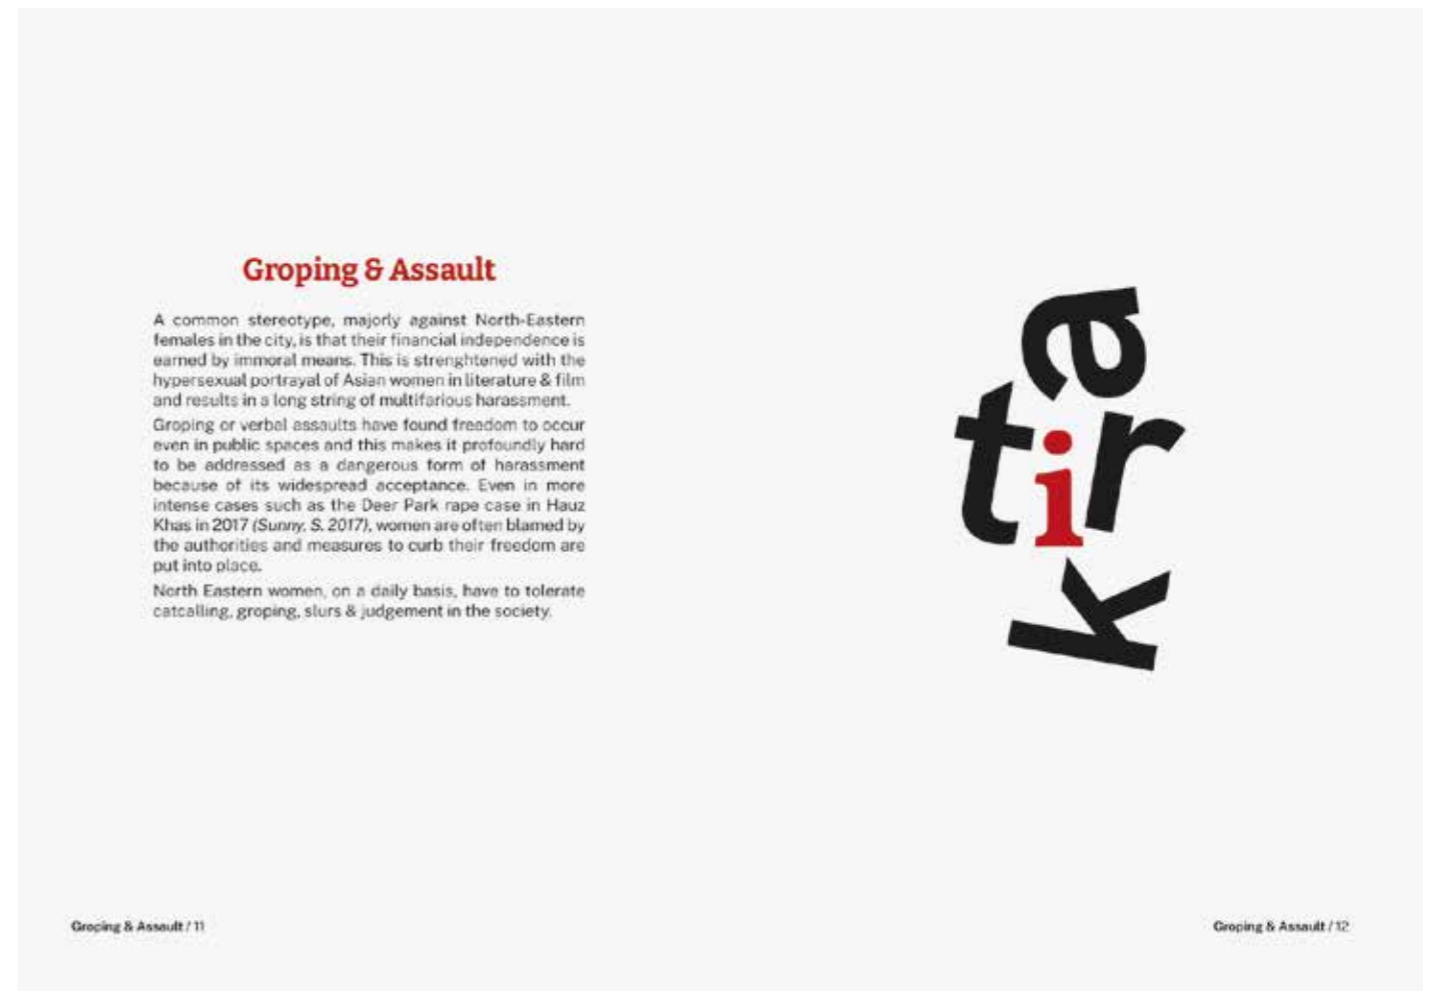 Groping & Assault
A common stereotype, majorly against North-Eastern
females in the city, is that their financial independence is
earned by immoral means. This is strenghtened with the
hypersexual portrayal of Asian women in literature & film
and results in a long string of multifarious harassment.
Groping or verbal assaults have found freedom to occur
even in public spaces and this makes it profoundly hard
to be addressed as a dangerous form of harassment
because of its widespread acceptance. Even in more
intense cases such as the Deer Park rape case in Hauz
Khas in 2017 (Sunny. S. 2017), women are often blamed by
the authorities and measures to curb their freedom are
put into place.
North Eastern women, on a daily basis, have to tolerate
catcalling, groping, slurs & judgement in the society.
a
t i r
k
Groping & Assault / 11
Groping & Assault / 12